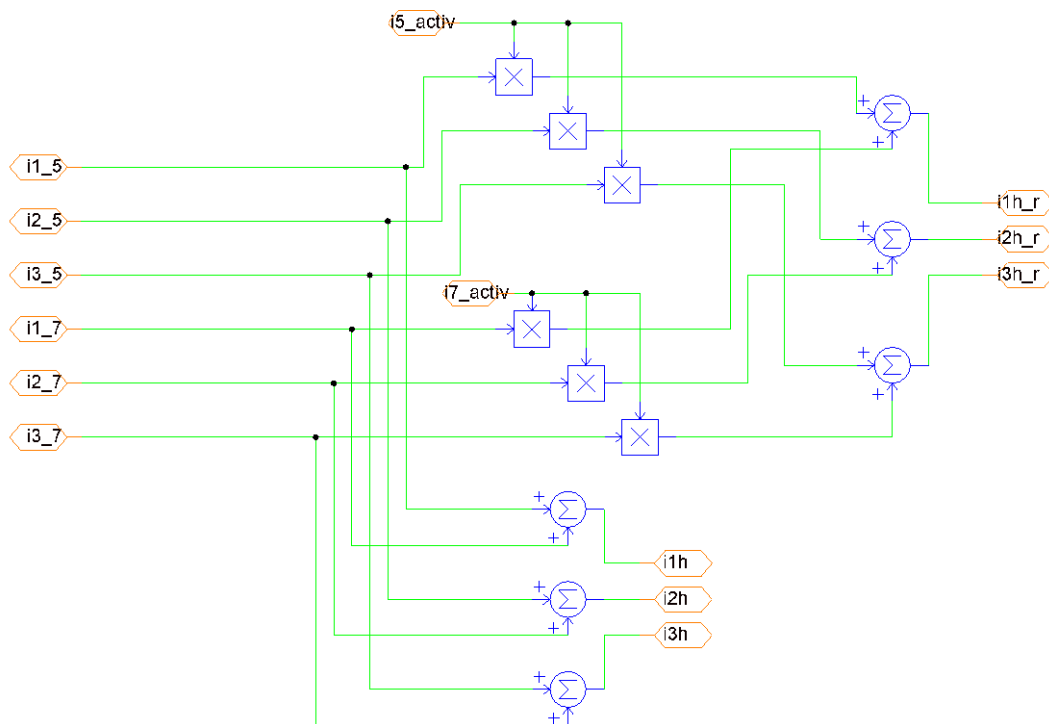 i5_activ
i1_5
i2_5
i3_5
i7_activ
i1_7
i2_7
i3_7
i1h_r
i2h_r
i3h_r
i1h
i2h
i3h